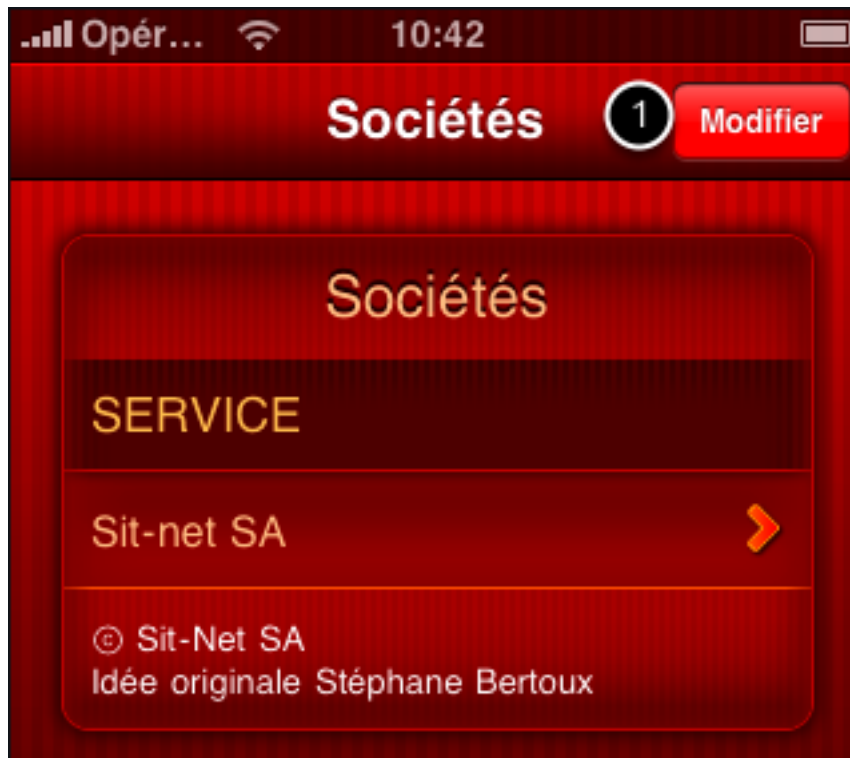 Opér... 10:42
Sociétés 1 Modifier
Sociétés
SERVICE
Sit-net SA
© Sit-Net SA
Idée originale Stéphane Bertoux